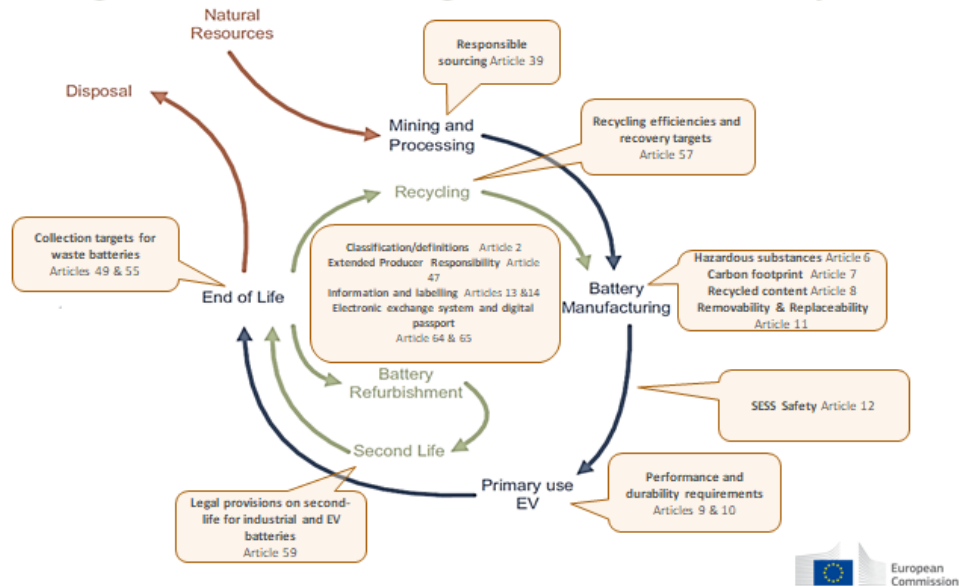 Natural
Resources
Responsible
sourcing Article 39
Disposal
Mining and
Processing
Recycling efficiencies and
recovery targets
Article 57
Recycling
Collection targets for
waste batteries
Articles 49 & 55
Classification/definitions Article 2
Extended Producer Responsibility Article
47
Information and labelling Articles 13 &14
Electronic exchange system and digital
passport
Article 64 & 65
Hazardous substances Article 6
Carbon footprint Article 7
Recycled content Article 8
Removability & Replaceability
Article 11
End of Life
Battery
Manufacturing
Battery
Refurbishment
SESS Safety Article 12
Second Life
Primary use
EV
Performance and
durability requirements
Articles 9 & 10
Legal provisions on second-
life for industrial and EV
batteries
Article 59
European
Commission